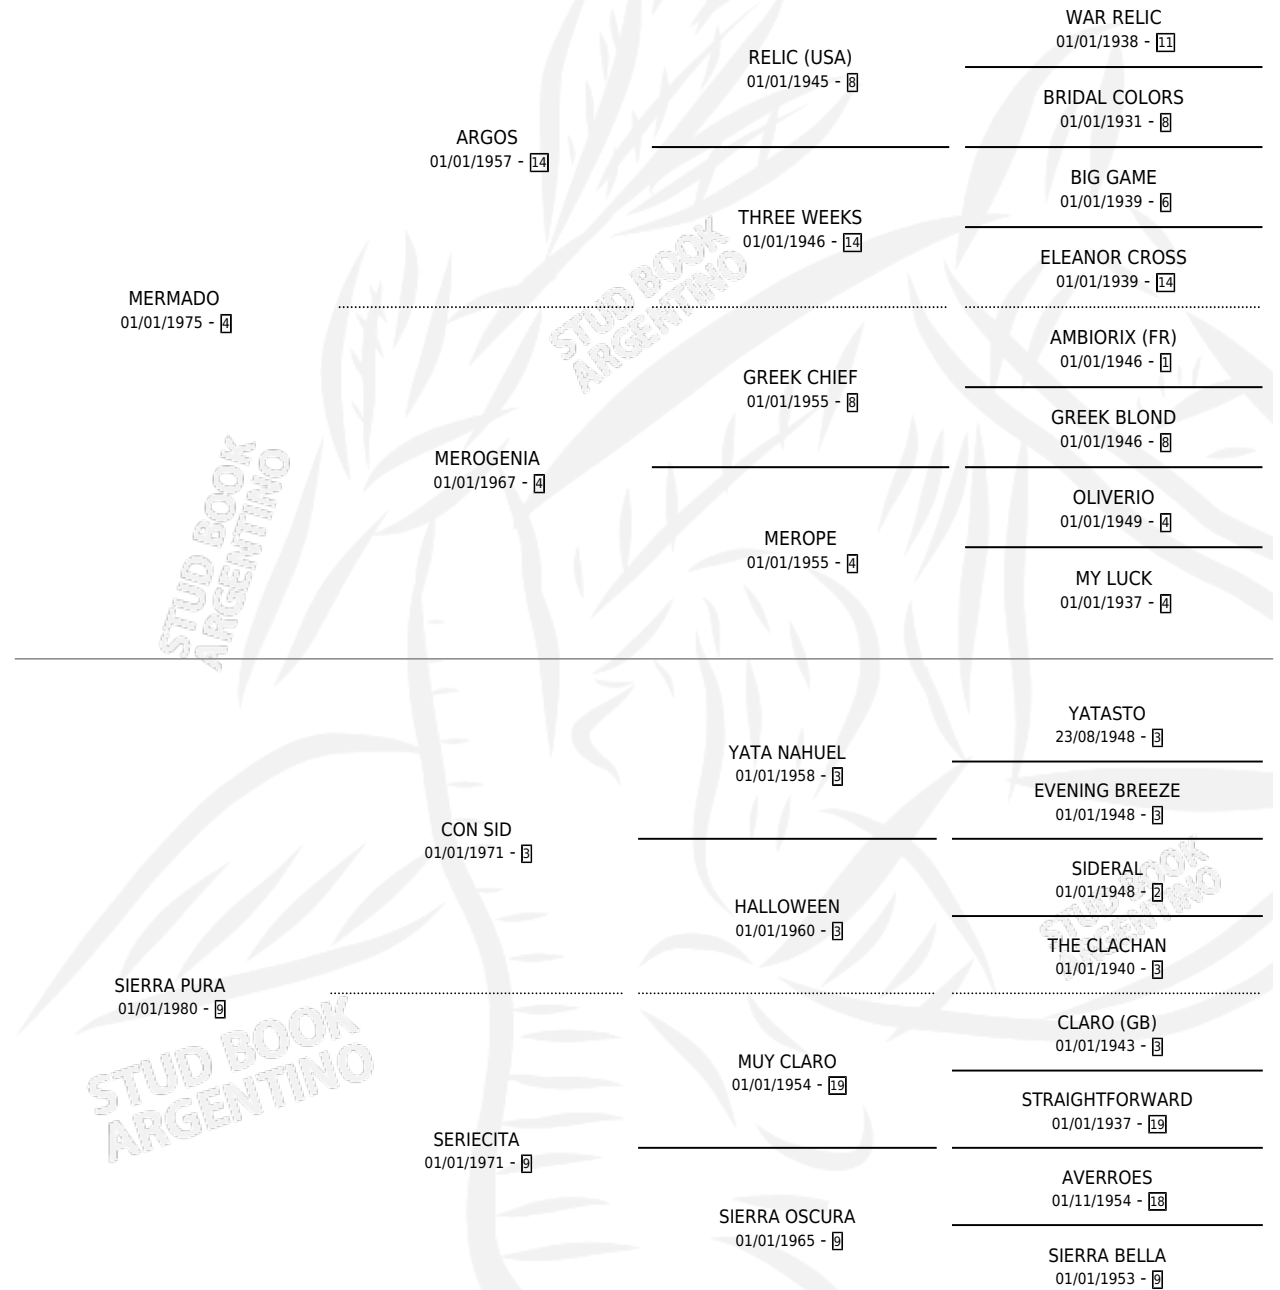 WAR RELIC
01/01/1938 - 11
RELIC (USA)
01/01/1945 - 8
BRIDAL COLORS
01/01/1931 - 8
ARGOS
01/01/1957 - 14
BIG GAME
01/01/1939 - 6
THREE WEEKS
01/01/1946 - 14
ELEANOR CROSS
01/01/1939 - 14
MERMADO
01/01/1975 - 4
STUD BOOK
ARGENTINO
AMBIORIX (FR)
01/01/1946 - 1
GREEK CHIEF
01/01/1955 - 8
GREEK BLOND
01/01/1946 - 8
MEROGENIA
01/01/1967 - 4
OLIVERIO
01/01/1949 - 4
MEROPE
01/01/1955 - 4
MY LUCK
01/01/1937 - 4
STUD BOOK
ARGENTINO
YATASTO
23/08/1948 - 3
YATA NAHUEL
01/01/1958 - 3
EVENING BREEZE
01/01/1948 - 3
CON SID
01/01/1971 - 3
SIDERAL
01/01/1948 - 2
HALLOWEEN
01/01/1960 - 3
THE CLACHAN
01/01/1940 - 3
STUD BOOK
ARGENTINO
SIERRA PURA
01/01/1980 - 9
CLARO (GB)
01/01/1943 - 3
MUY CLARO
01/01/1954 - 19
STRAIGHTFORWARD
01/01/1937 - 19
STUD BOOK
ARGENTINO
SERIECITA
01/01/1971 - 9
AVERROES
01/11/1954 - 18
SIERRA OSCURA
01/01/1965 - 9
SIERRA BELLA
01/01/1953 - 9